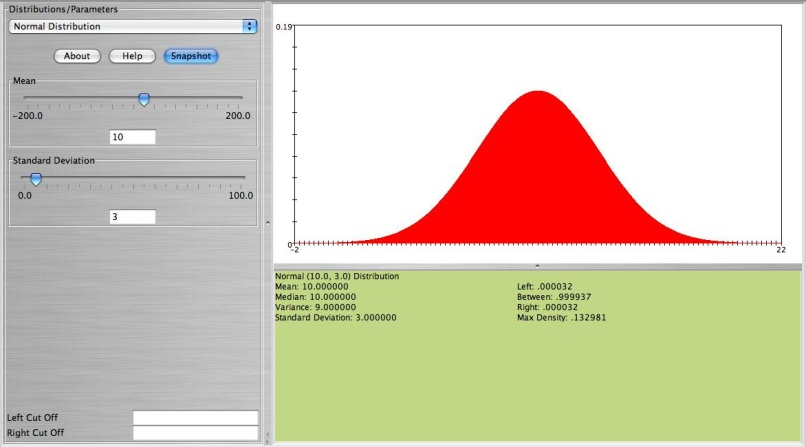 Distributions/Parameters
Normal Distribution
About Help Snapshot
Mean
-200.0 200.0
10
Standard Deviation
0.0 100.0
3
Left Cut Off
Right Cut Off
0.19
0
-2 22
Normal (10.0, 3.0) Distribution
Mean: 10.000000 Left: .000032
Median: 10.000000 Between: .999937
Variance: 9.000000 Right: .000032
Standard Deviation: 3.000000 Max Density: .132981